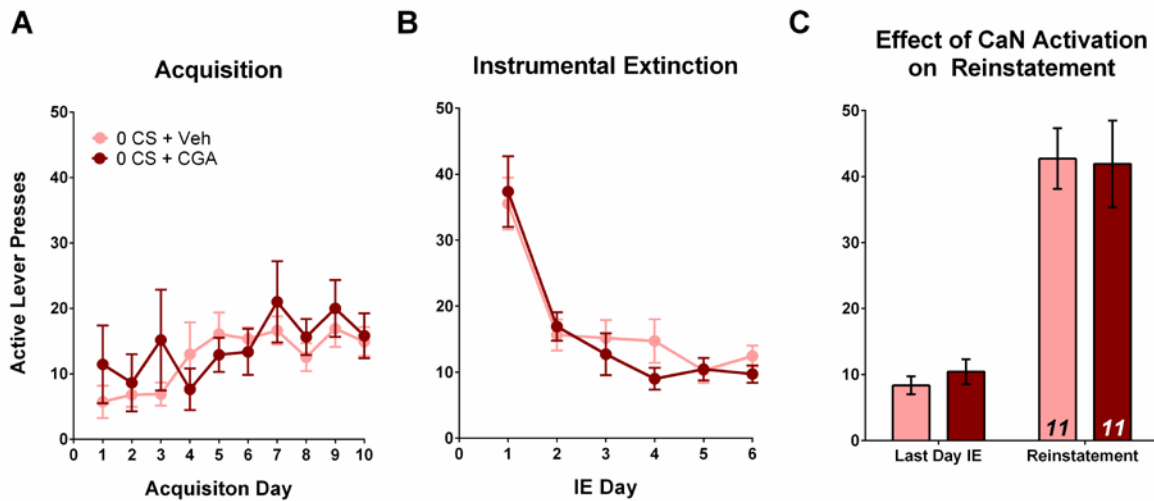 A
Acquisition
Active Lever Presses
50
40
30
20
10
0
0 CS + Veh
0 CS + CGA
0 1 2 3 4 5 6 7 8 9 10
Acquisiton Day
B
Instrumental Extinction
50
40
30
20
10
0
0 1 2 3 4 5 6
IE Day
C
Effect of CaN Activation
on Reinstatement
50
40
30
20
10
0
11 11
Last Day IE Reinstatement